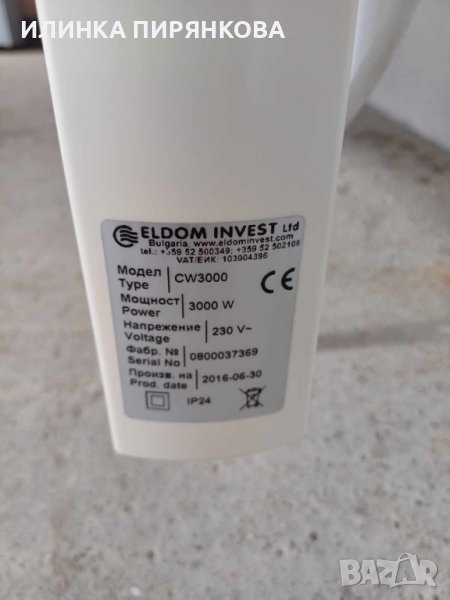 ИЛИНКА ПИРЯНКОВА
ELDOM INVEST Ltd
Bulgaria, www.eldominvest.com
tel.: +359 52 500349; +359 52 502109
VAT/ЕИК: 103004396
Модел
Type
CW3000
CE
Мощност
Power
3000 W
Напрежение
Voltage
230 V~
Фабр. №
Serial No
0800037369
Произв. на
Prod. date
2016-06-30
IP24
BAZAR